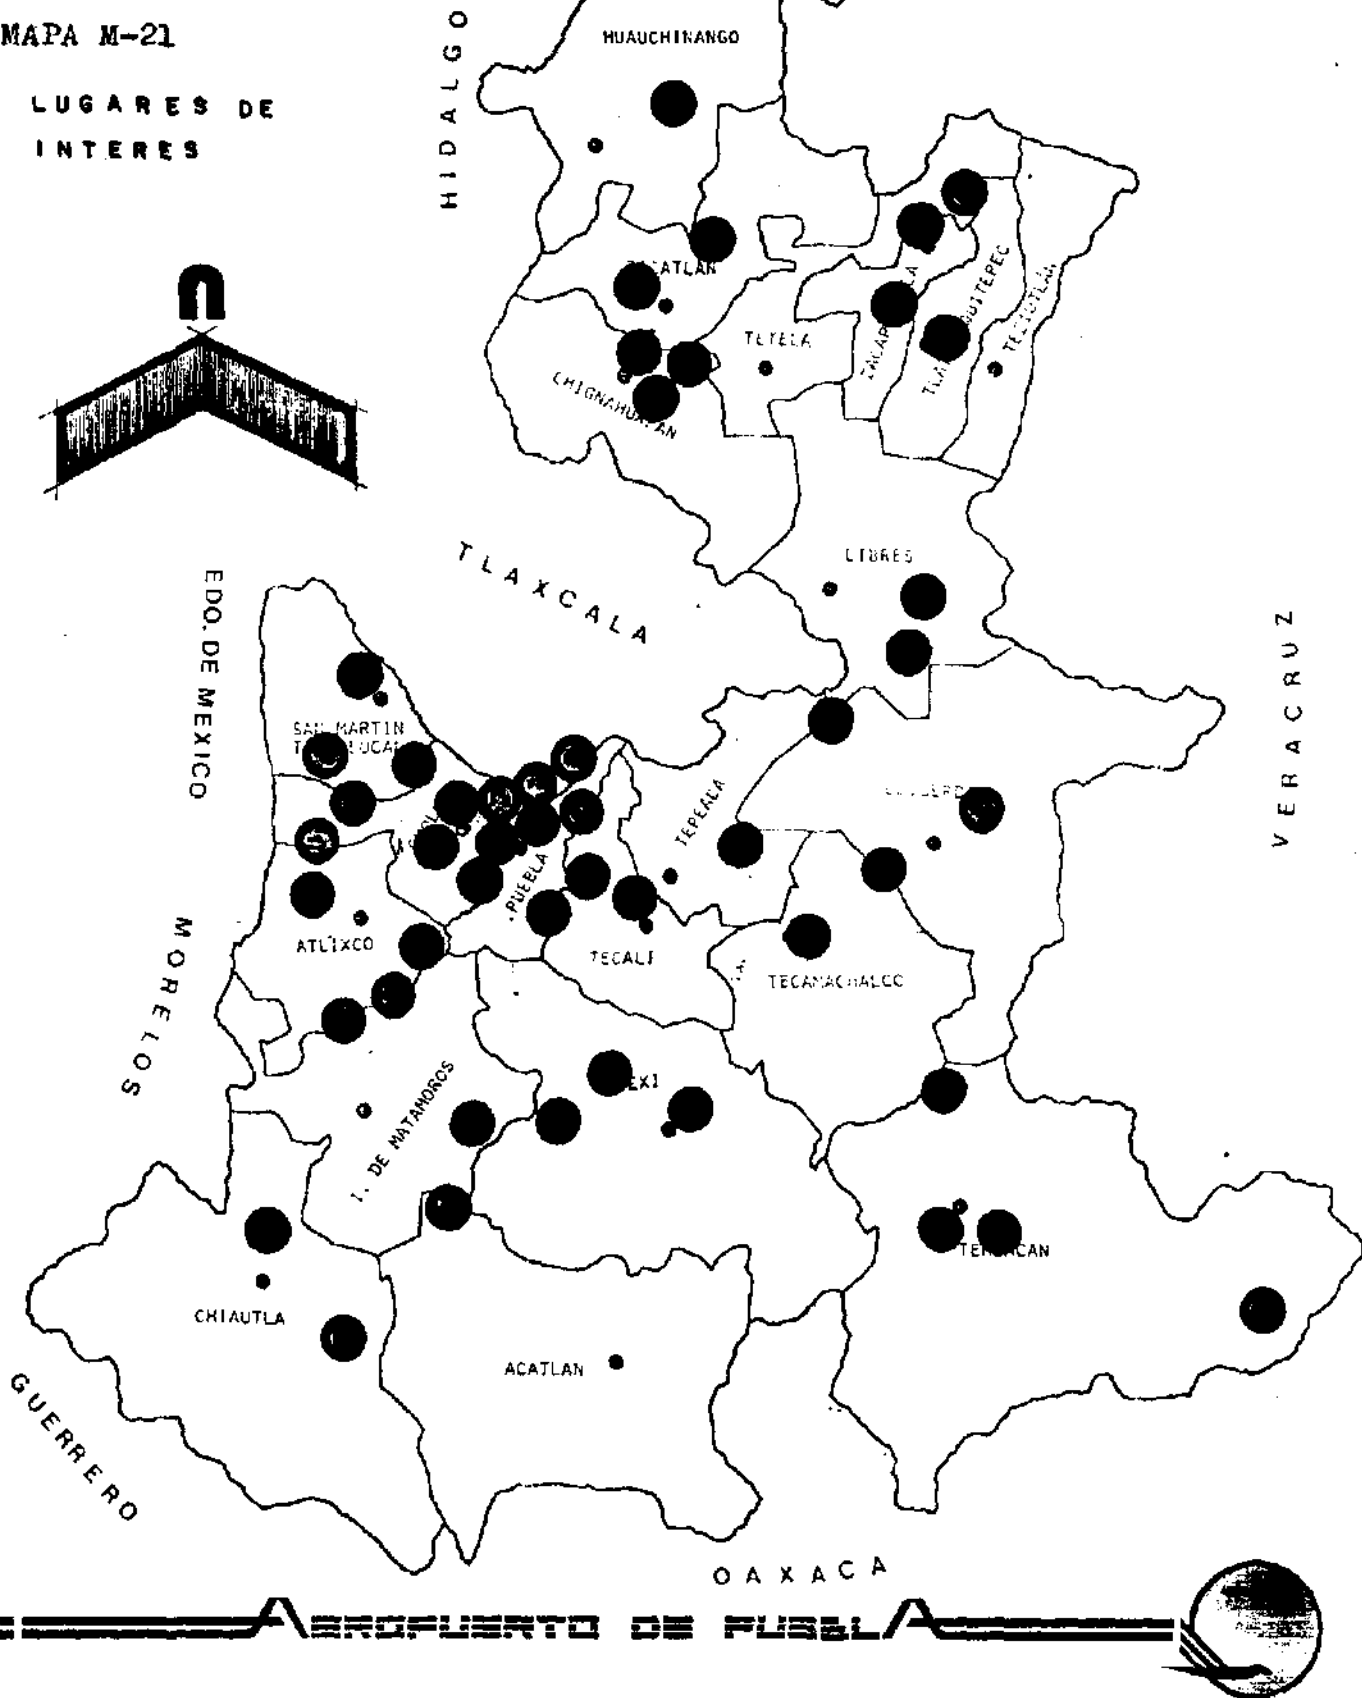 MAPA M-21
LUGARES DE
INTERES
HIDALGO
HUAUCHINANGO
TETELA
TEZIUTLAN
CHIGNAHUAPAN
TLAXCALA
LIBRES
EDO. DE MEXICO
VERACRUZ
SAN MARTIN
TEPEACA
PUEBLA
ATLIXCO
TECALI
TECAMACHALCO
MORELOS
I. DE MATAMOROS
CHIAUTLA
ACATLAN
GUERRERO
OAXACA
AEROPUERTO DE PUEBLA